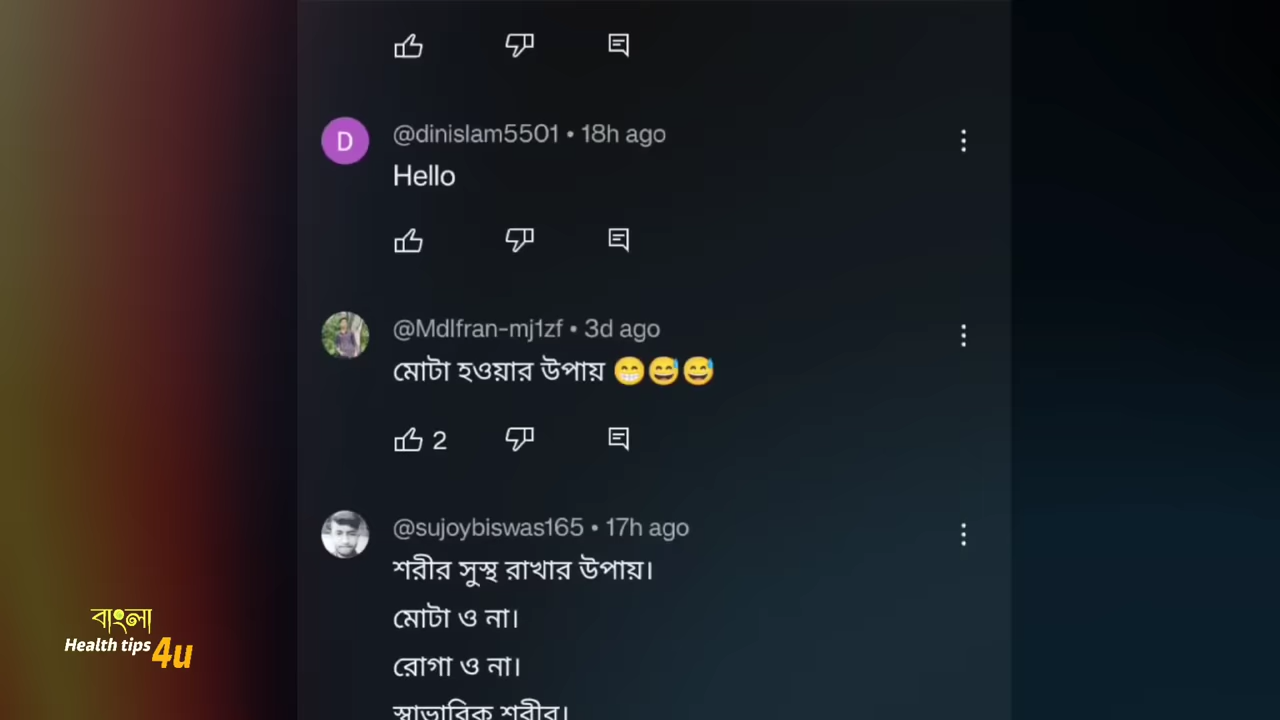 @dinislam5501 • 18h ago
Hello
@Mdlfran-mj1zf • 3d ago
মোটা হওয়ার উপায় 😁😅😅
2
@sujoybiswas165 • 17h ago
শরীর সুস্থ রাখার উপায়।
মোটা ও না।
রোগা ও না।
স্বাভাবিক শরীর।
D
বাংলা
Health tips 4u